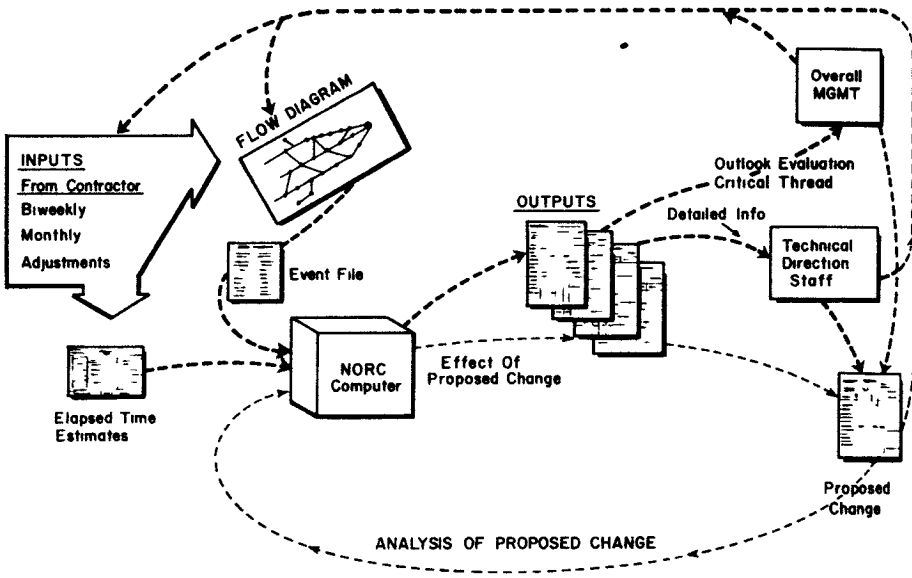 FLOW DIAGRAM
Overall
MGMT
INPUTS
From Contractor
Biweekly
Monthly
Adjustments
Outlook Evaluation
Critical Thread
OUTPUTS
Detailed Info
Technical
Direction
Staff
Event File
NORC
Computer
Effect Of
Proposed Change
Elapsed Time
Estimates
Proposed
Change
ANALYSIS OF PROPOSED CHANGE